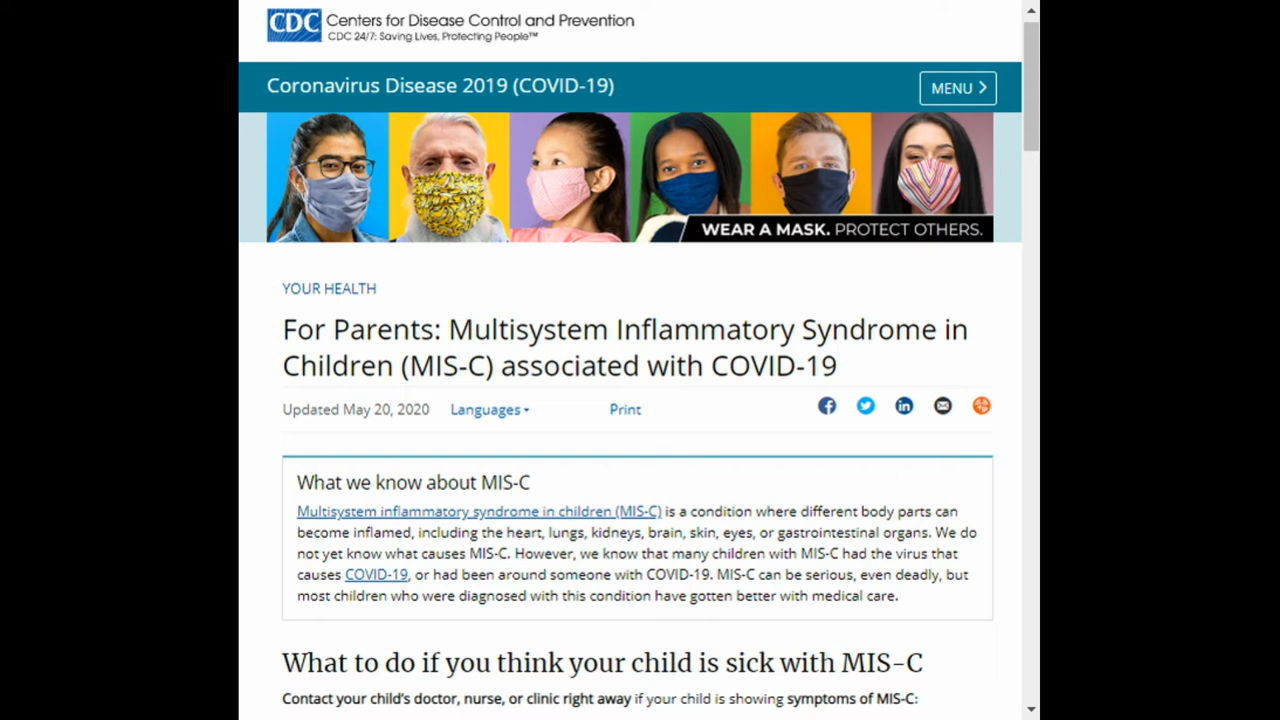 CDC Centers for Disease Control and Prevention
CDC 24/7: Saving Lives, Protecting People™
Coronavirus Disease 2019 (COVID-19)
MENU
WEAR A MASK. PROTECT OTHERS.
YOUR HEALTH
For Parents: Multisystem Inflammatory Syndrome in
Children (MIS-C) associated with COVID-19
Updated May 20, 2020 Languages Print
What we know about MIS-C
Multisystem inflammatory syndrome in children (MIS-C) is a condition where different body parts can
become inflamed, including the heart, lungs, kidneys, brain, skin, eyes, or gastrointestinal organs. We do
not yet know what causes MIS-C. However, we know that many children with MIS-C had the virus that
causes COVID-19, or had been around someone with COVID-19. MIS-C can be serious, even deadly, but
most children who were diagnosed with this condition have gotten better with medical care.
What to do if you think your child is sick with MIS-C
Contact your child's doctor, nurse, or clinic right away if your child is showing symptoms of MIS-C: